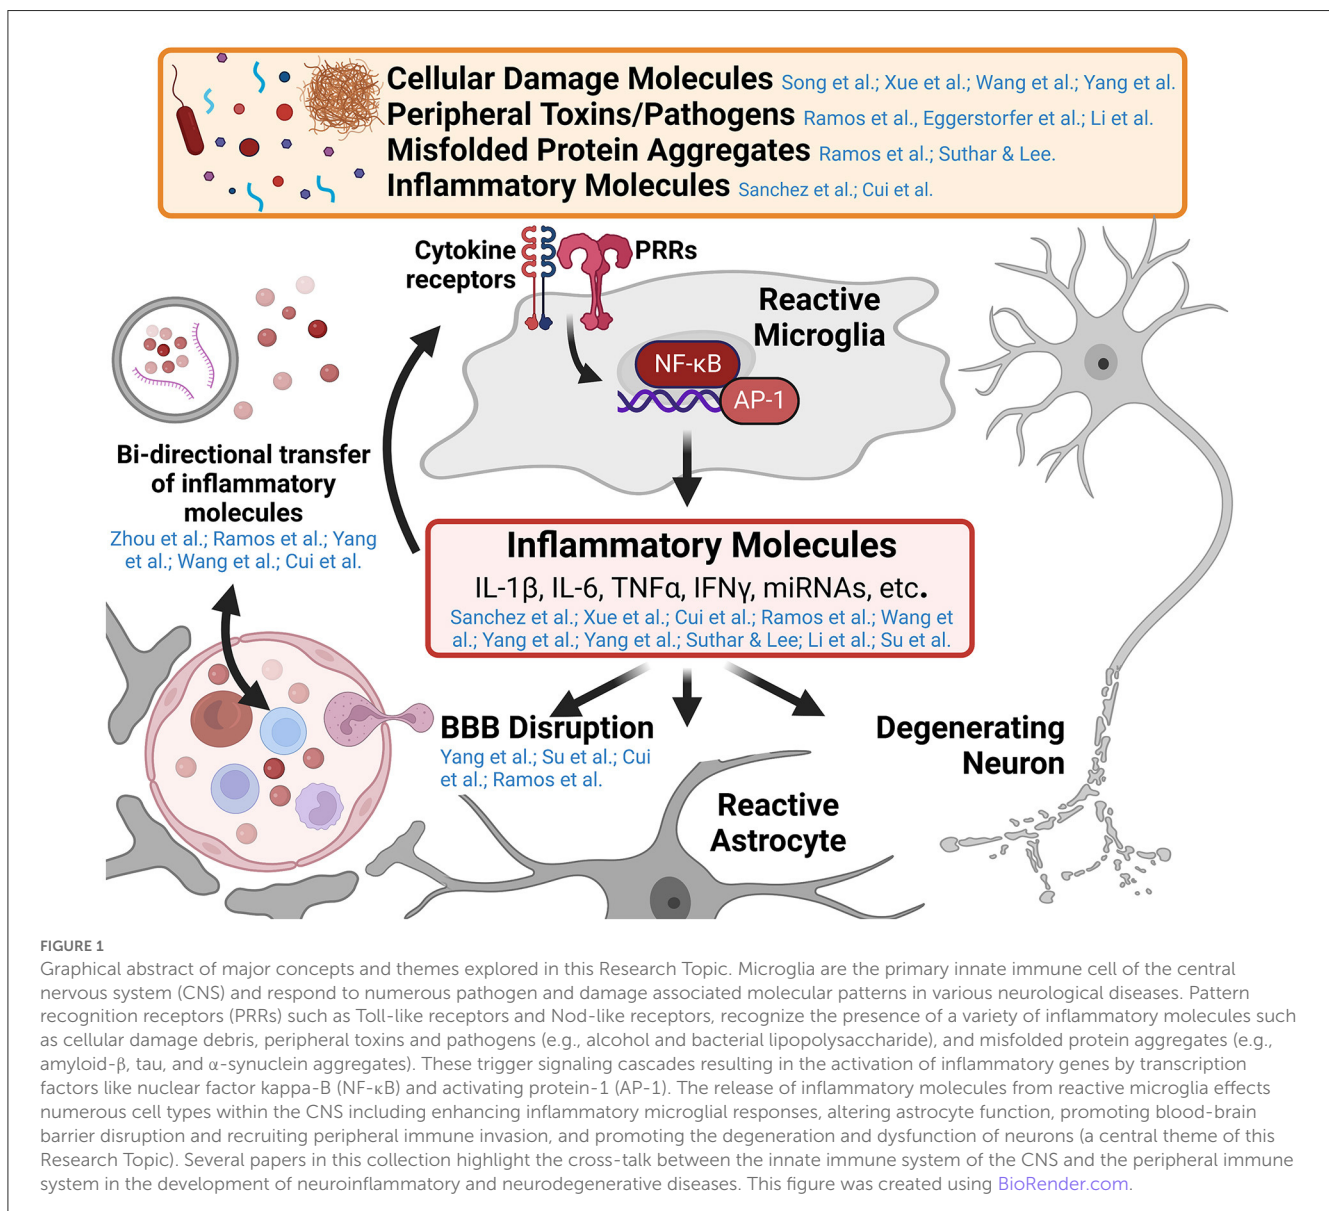 Cellular Damage Molecules Song et al.; Xue et al.; Wang et al.; Yang et al.
Peripheral Toxins/Pathogens Ramos et al., Eggerstorfer et al.; Li et al.
Misfolded Protein Aggregates Ramos et al.; Suthar & Lee.
Inflammatory Molecules Sanchez et al.; Cui et al.
Cytokine
receptors
PRRs
Reactive
Microglia
NF-κB
AP-1
Bi-directional transfer
of inflammatory
molecules
Zhou et al.; Ramos et al.; Yang
et al.; Wang et al.; Cui et al.
Inflammatory Molecules
IL-1β, IL-6, TNFα, IFNγ, miRNAs, etc.
Sanchez et al.; Xue et al.; Cui et al.; Ramos et al.; Wang et
al.; Yang et al.; Yang et al.; Suthar & Lee; Li et al.; Su et al.
BBB Disruption
Yang et al.; Su et al.; Cui
et al.; Ramos et al.
Reactive
Astrocyte
Degenerating
Neuron
FIGURE 1
Graphical abstract of major concepts and themes explored in this Research Topic. Microglia are the primary innate immune cell of the central
nervous system (CNS) and respond to numerous pathogen and damage associated molecular patterns in various neurological diseases. Pattern
recognition receptors (PRRs) such as Toll-like receptors and Nod-like receptors, recognize the presence of a variety of inflammatory molecules such
as cellular damage debris, peripheral toxins and pathogens (e.g., alcohol and bacterial lipopolysaccharide), and misfolded protein aggregates (e.g.,
amyloid-β, tau, and α-synuclein aggregates). These trigger signaling cascades resulting in the activation of inflammatory genes by transcription
factors like nuclear factor kappa-B (NF-κB) and activating protein-1 (AP-1). The release of inflammatory molecules from reactive microglia effects
numerous cell types within the CNS including enhancing inflammatory microglial responses, altering astrocyte function, promoting blood-brain
barrier disruption and recruiting peripheral immune invasion, and promoting the degeneration and dysfunction of neurons (a central theme of this
Research Topic). Several papers in this collection highlight the cross-talk between the innate immune system of the CNS and the peripheral immune
system in the development of neuroinflammatory and neurodegenerative diseases. This figure was created using BioRender.com.